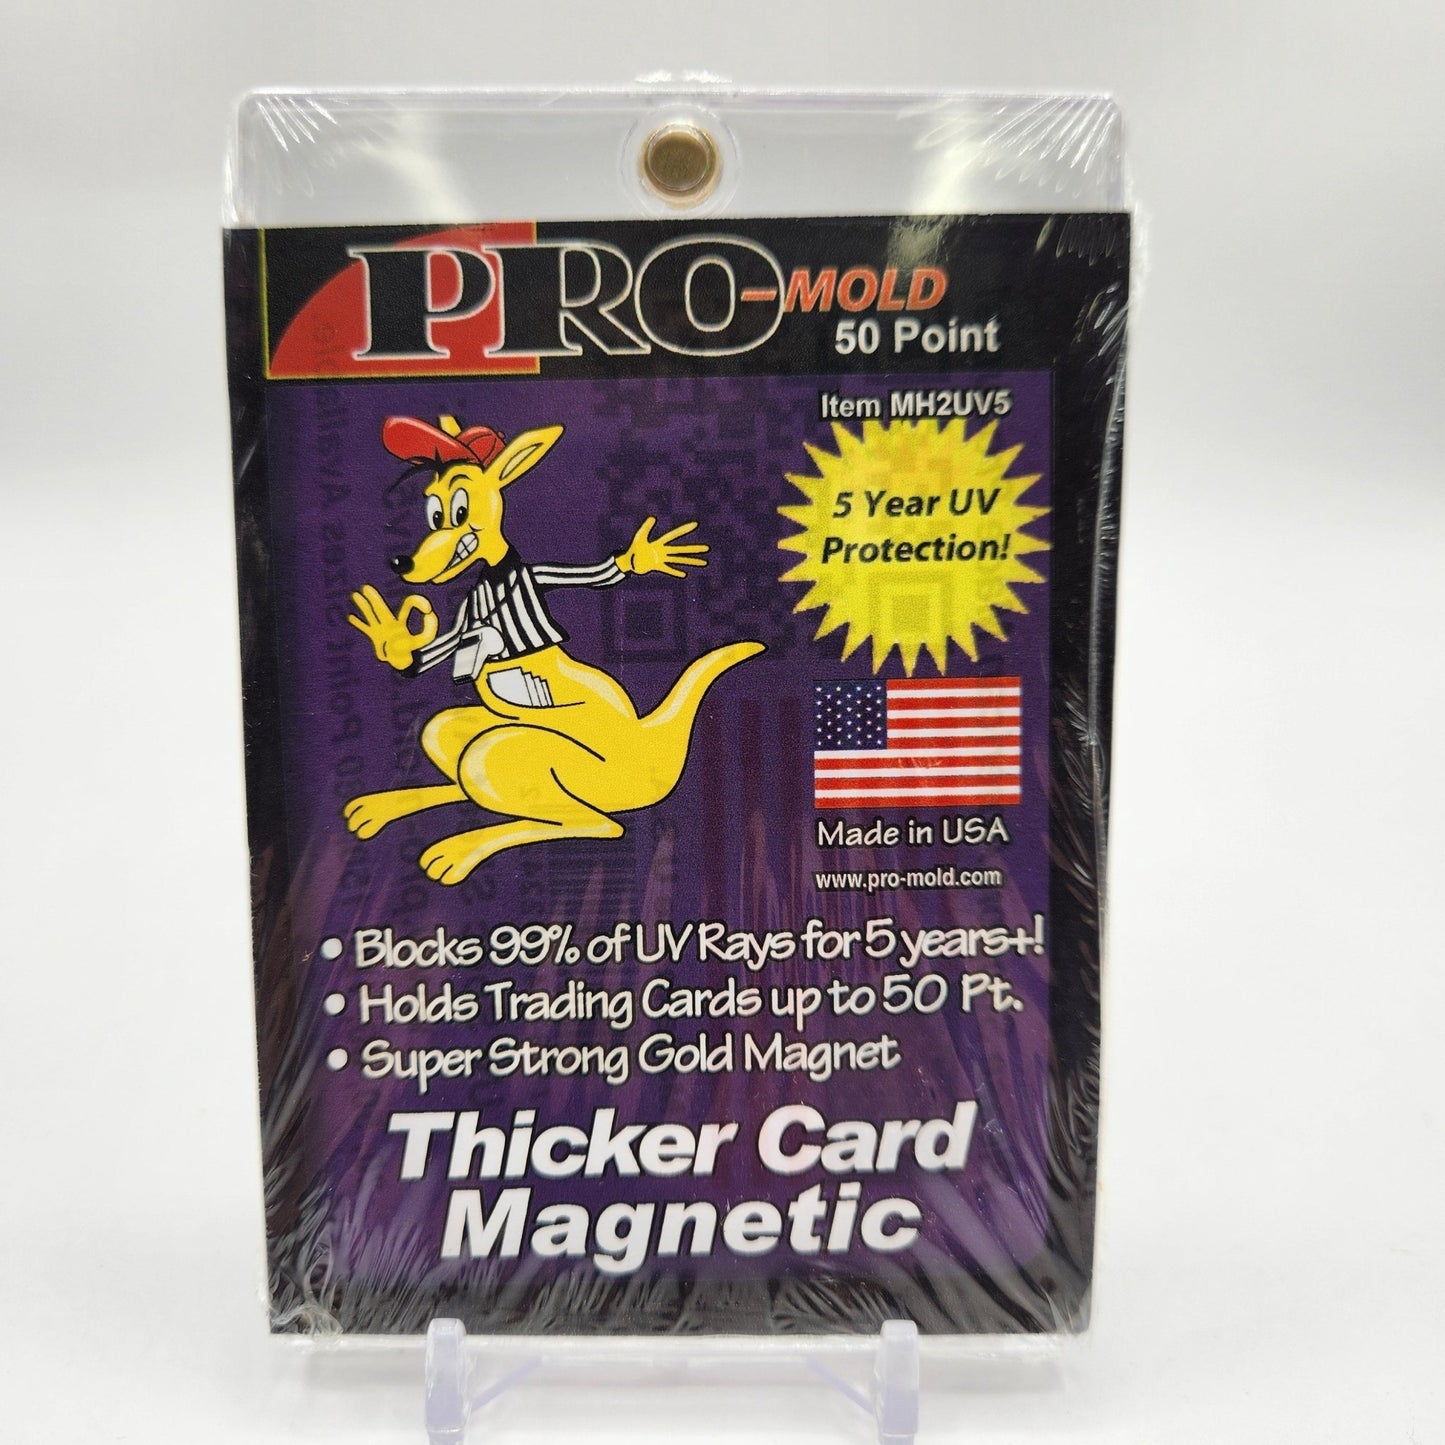 PRO-MOLD
50 Point
Item MH2UV5
5 Year UV
Protection!
Made in USA
www.pro-mold.com
• Blocks 99% of UV Rays for 5 years+!
• Holds Trading Cards up to 50 Pt.
• Super Strong Gold Magnet
Thicker Card
Magnetic